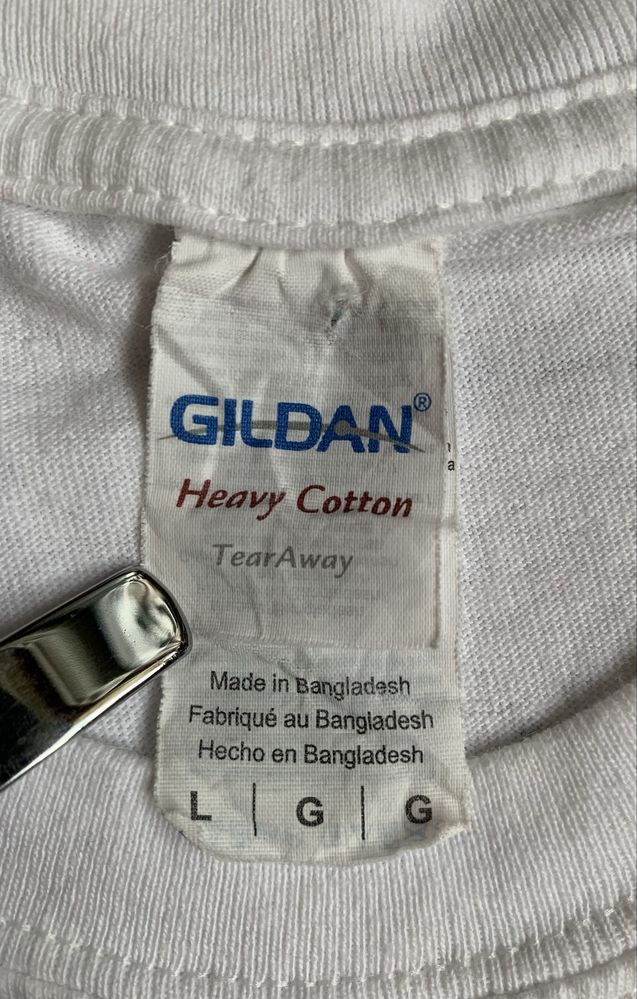 GILDAN®
Heavy Cotton
TearAway
Made in Bangladesh
Fabriqué au Bangladesh
Hecho en Bangladesh
L | G | G